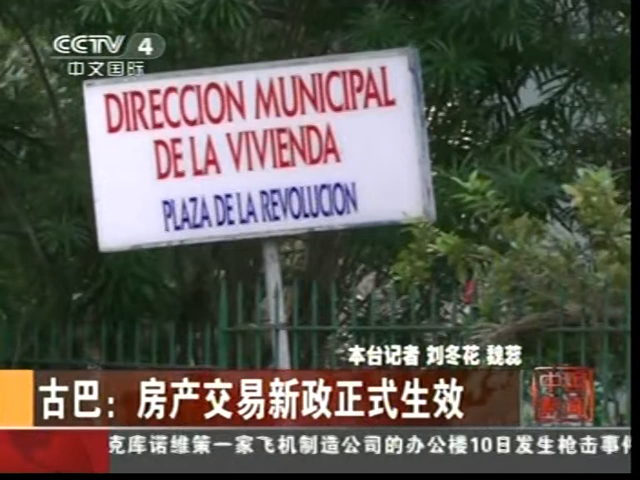 CCTV 4
中文国际
DIRECCION MUNICIPAL
DE LA VIVIENDA
PLAZA DE LA REVOLUCION
本台记者 刘冬花 魏蕊
古巴：房产交易新政正式生效
克库诺维策一家飞机制造公司的办公楼10日发生枪击事件